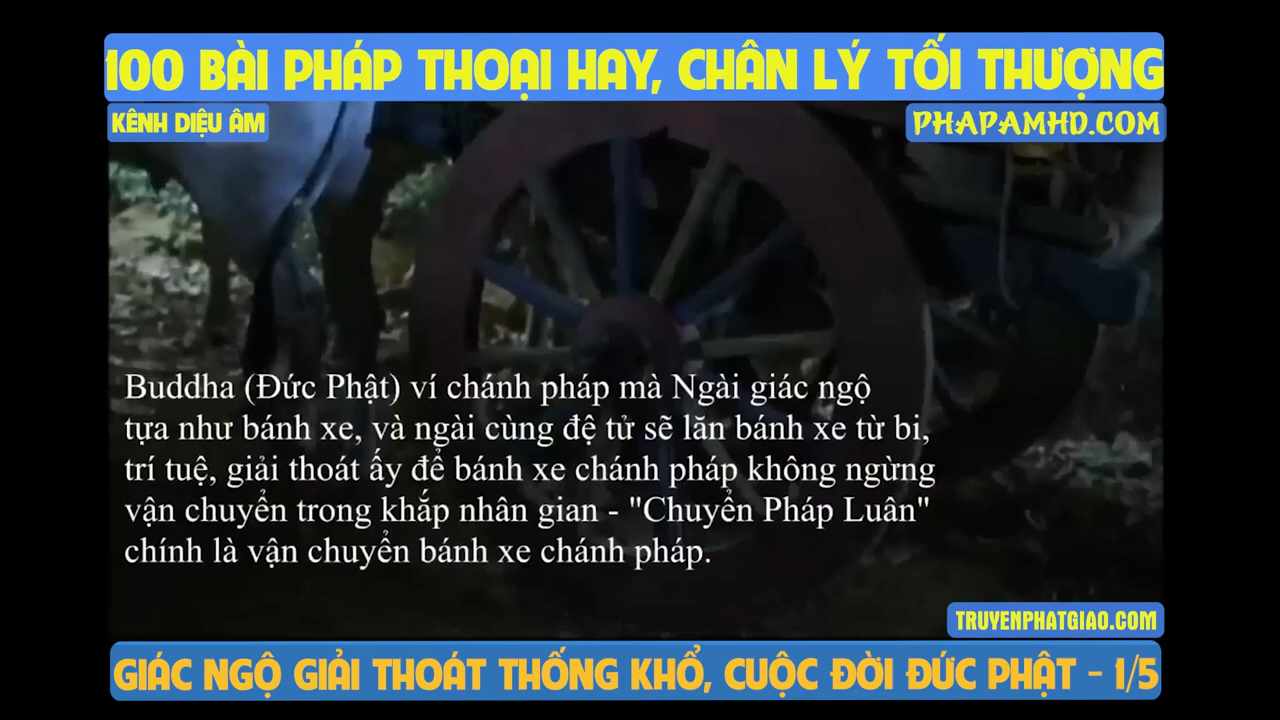 100 BÀI PHÁP THOẠI HAY, CHÂN LÝ TỐI THƯỢNG
KÊNH DIỆU ÂM
PHAPAMHD.COM
Buddha (Đức Phật) ví chánh pháp mà Ngài giác ngộ
tựa như bánh xe, và ngài cùng đệ tử sẽ lăn bánh xe từ bi,
trí tuệ, giải thoát ấy để bánh xe chánh pháp không ngừng
vận chuyển trong khắp nhân gian - "Chuyển Pháp Luân"
chính là vận chuyển bánh xe chánh pháp.
TRUYENPHATGIAO.COM
GIÁC NGỘ GIẢI THOÁT THỐNG KHỔ, CUỘC ĐỜI ĐỨC PHẬT - 1/5